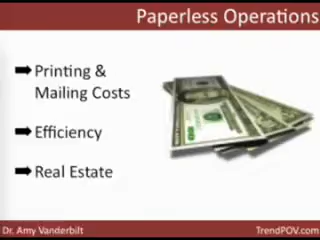 Paperless Operations
Printing &
Mailing Costs
Efficiency
Real Estate
Dr. Amy Vanderbilt
TrendPOV.com